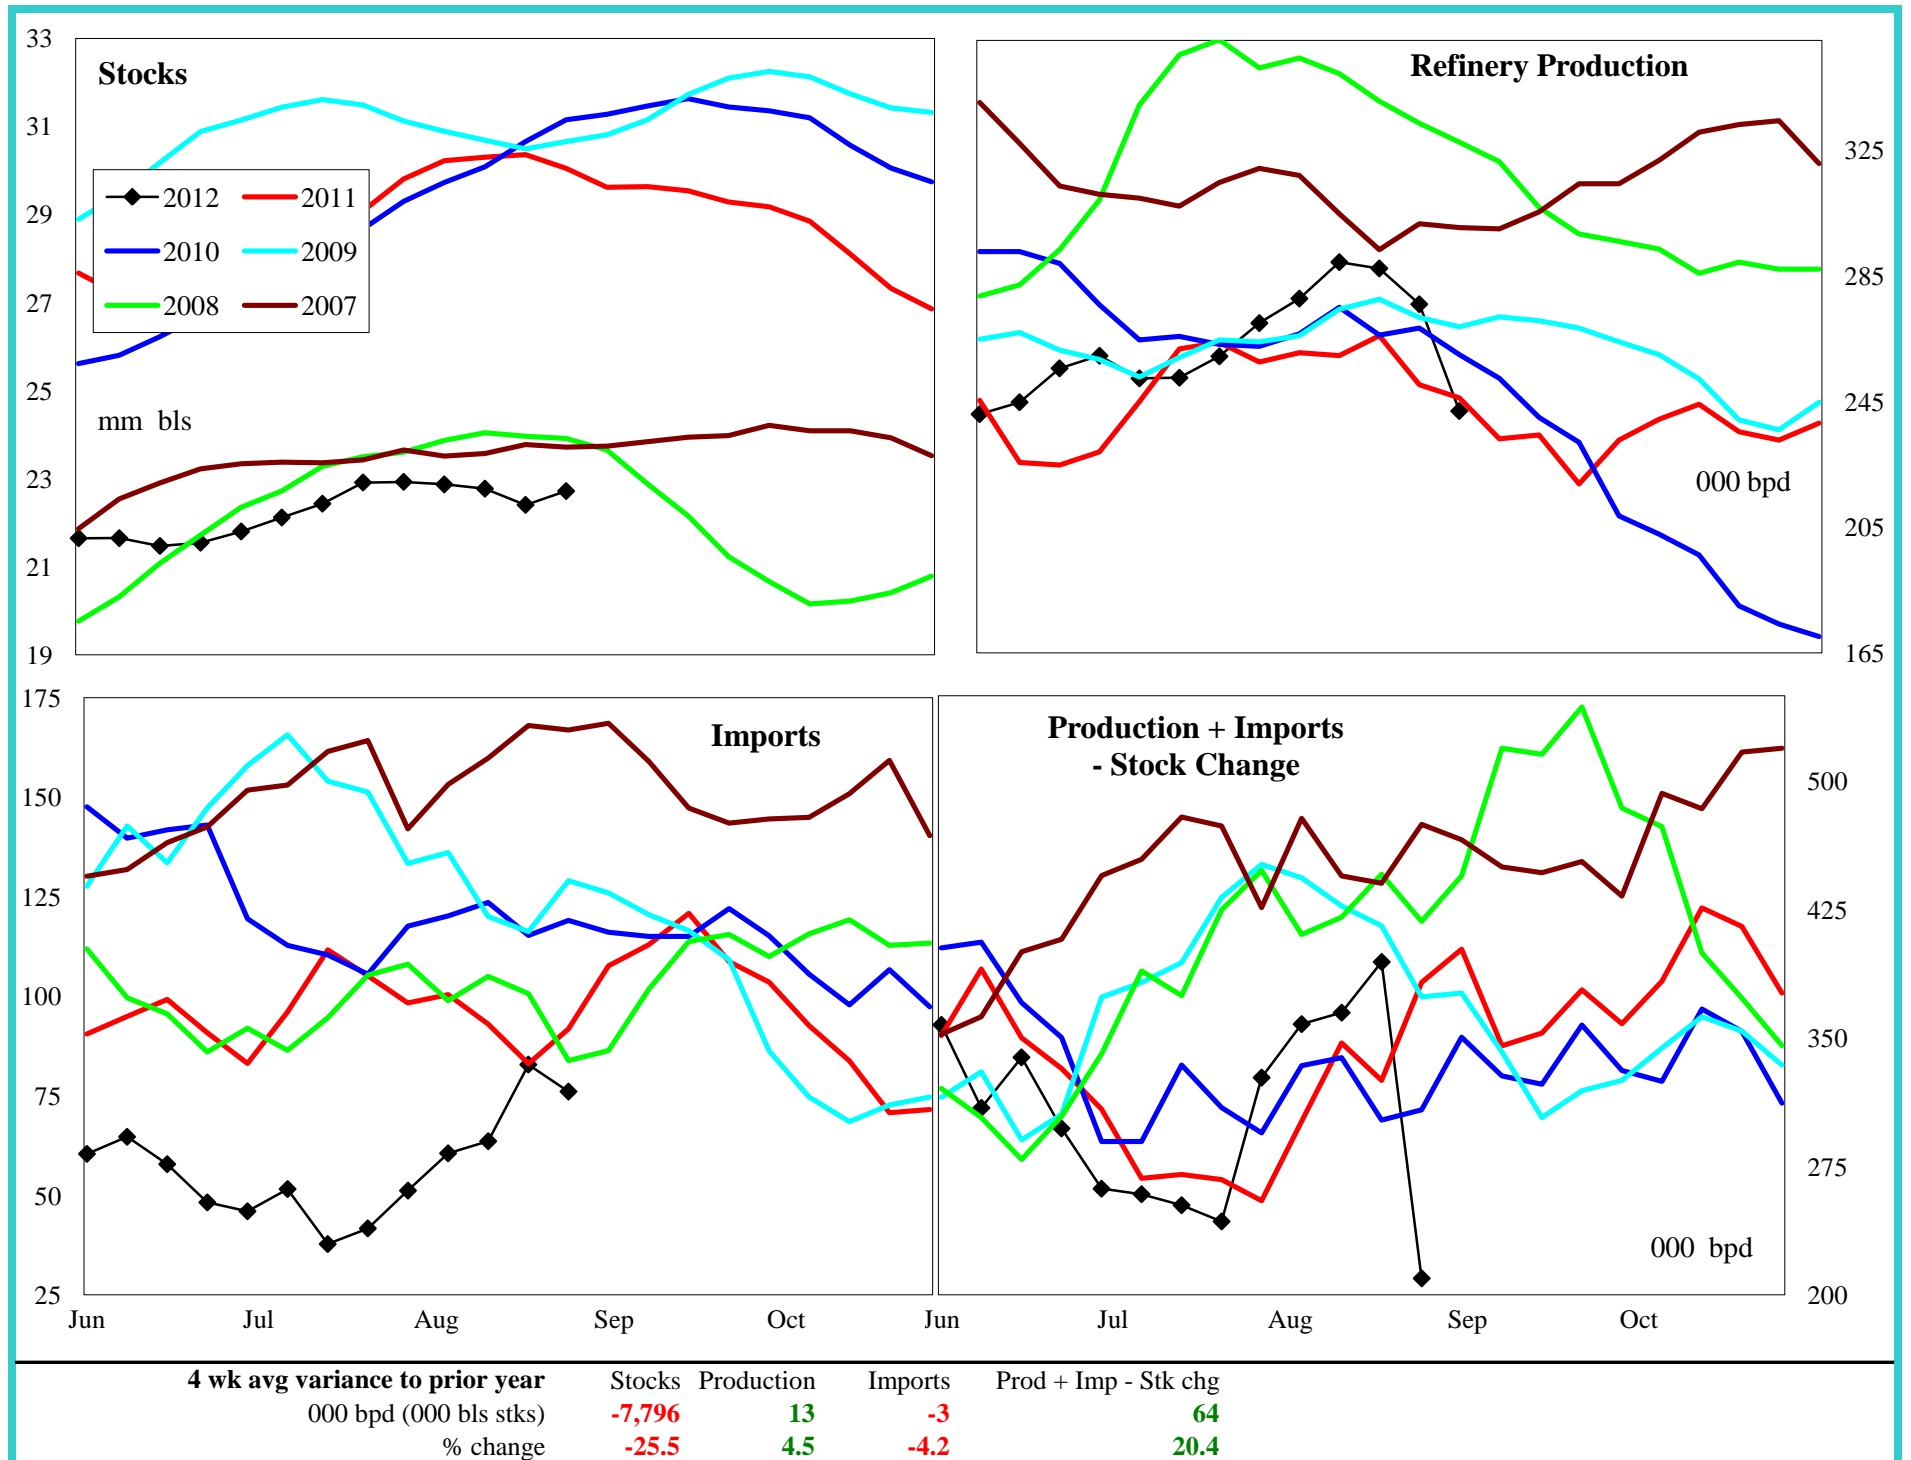 Stocks
33
31
29
27
25
23
21
19
2012 2011
2010 2009
2008 2007
mm bls
Refinery Production
325
285
245
205
165
000 bpd
Imports
175
150
125
100
75
50
25
Jun Jul Aug Sep Oct
Production + Imports
- Stock Change
500
425
350
275
200
000 bpd
Jun Jul Aug Sep Oct
4 wk avg variance to prior year Stocks Production Imports Prod + Imp - Stk chg
000 bpd (000 bls stks) -7,796 13 -3 64
% change -25.5 4.5 -4.2 20.4